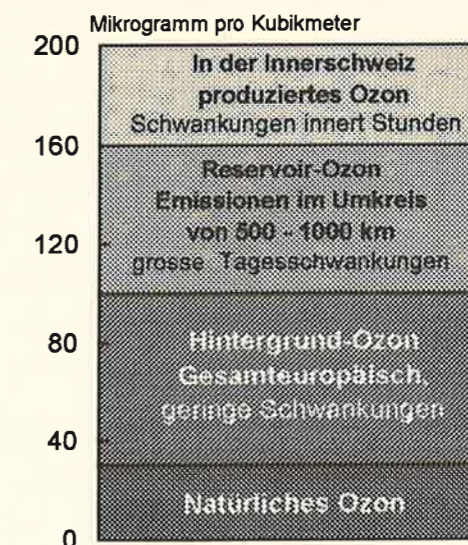 Mikrogramm pro Kubikmeter
200
In der Innerschweiz
produziertes Ozon
Schwankungen innert Stunden
160
Reservoir-Ozon
Emissionen im Umkreis
von 500 - 1000 km
120
grosse Tagesschwankungen
80
Hintergrund-Ozon
Gesamteuropäisch,
geringe Schwankungen
40
Natürliches Ozon
0